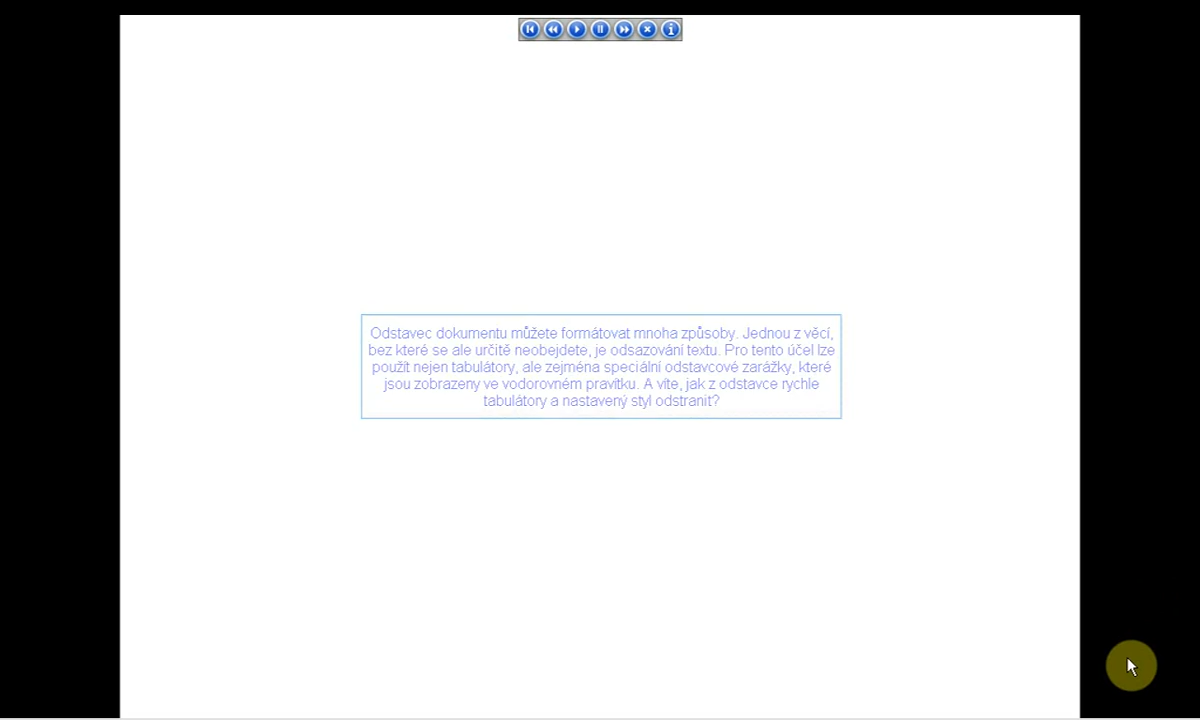 Odstavec dokumentu můžete formátovat mnoha způsoby. Jednou z věcí,
bez které se ale určitě neobejdete, je odsazování textu. Pro tento účel lze
použít nejen tabulátory, ale zejména speciální odstavcové zarážky, které
jsou zobrazeny ve vodorovném pravítku. A víte, jak z odstavce rychle
tabulátory a nastavený styl odstranit?